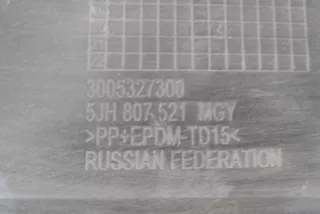 3005327300
5JH 807 521 MGY
>PP+EPDM-TD15<
RUSSIAN FEDERATION